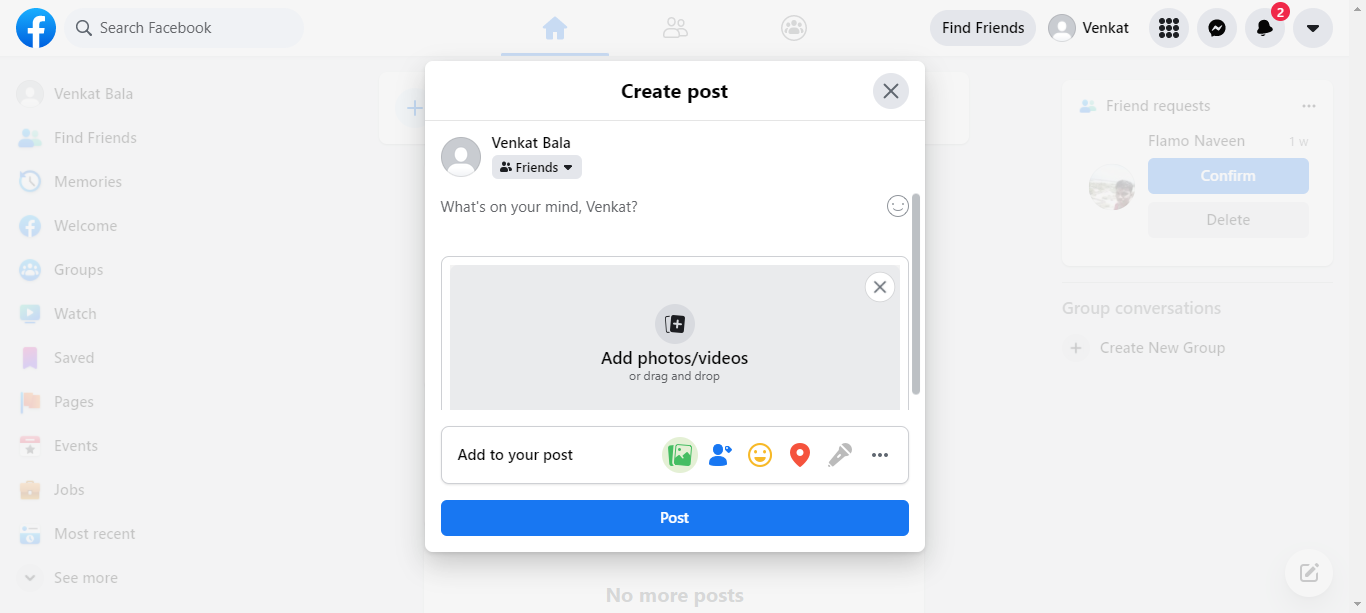 Search Facebook
Find Friends
Venkat
2
Venkat Bala
Find Friends
Memories
Welcome
Groups
Watch
Saved
Pages
Events
Jobs
Most recent
See more
Create post
Venkat Bala
Friends
What's on your mind, Venkat?
Add photos/videos
or drag and drop
Add to your post
Post
No more posts
Friend requests
Flamo Naveen
1 w
Confirm
Delete
Group conversations
Create New Group